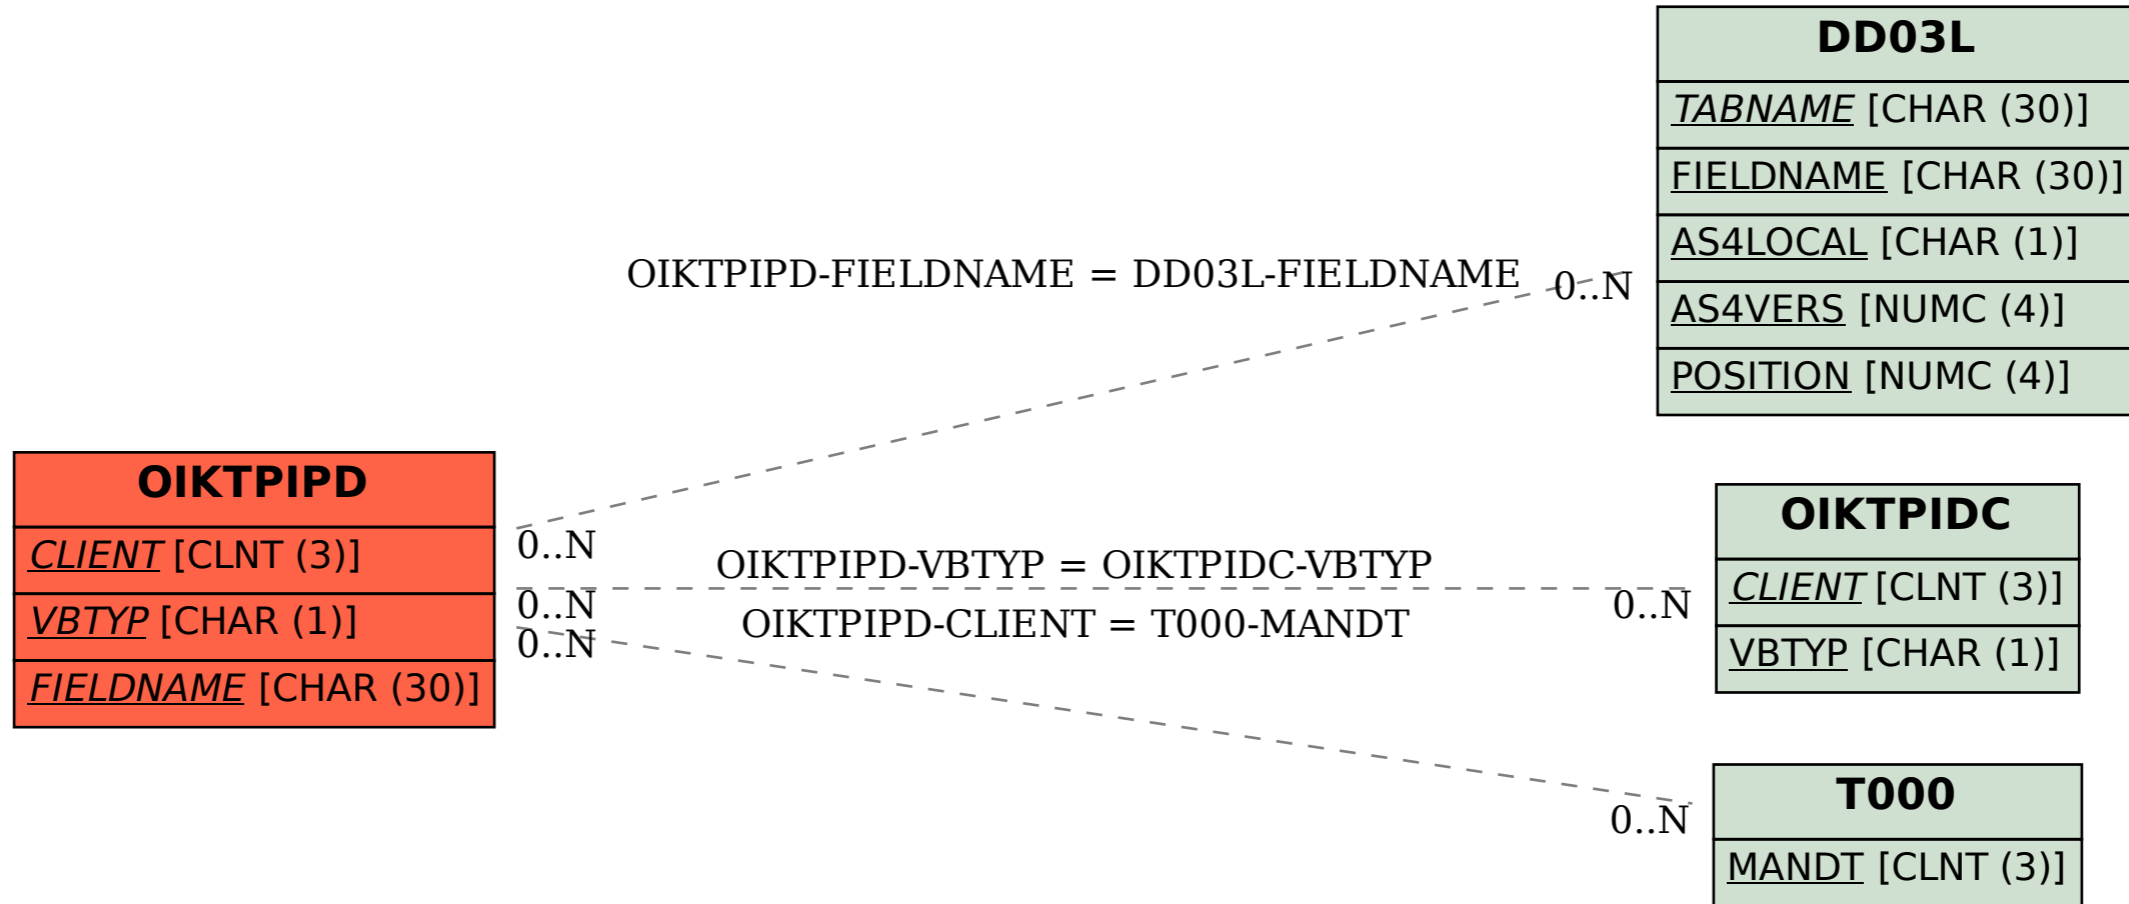 DD03L
TABNAME [CHAR (30)]
FIELDNAME [CHAR (30)]
AS4LOCAL [CHAR (1)]
AS4VERS [NUMC (4)]
POSITION [NUMC (4)]
OIKTPIPD-FIELDNAME = DD03L-FIELDNAME
0..N
OIKTPIPD
CLIENT [CLNT (3)]
VBTYP [CHAR (1)]
FIELDNAME [CHAR (30)]
0..N
0..N
0..N
OIKTPIPD-VBTYP = OIKTPIDC-VBTYP
OIKTPIPD-CLIENT = T000-MANDT
0..N
OIKTPIDC
CLIENT [CLNT (3)]
VBTYP [CHAR (1)]
0..N
T000
MANDT [CLNT (3)]